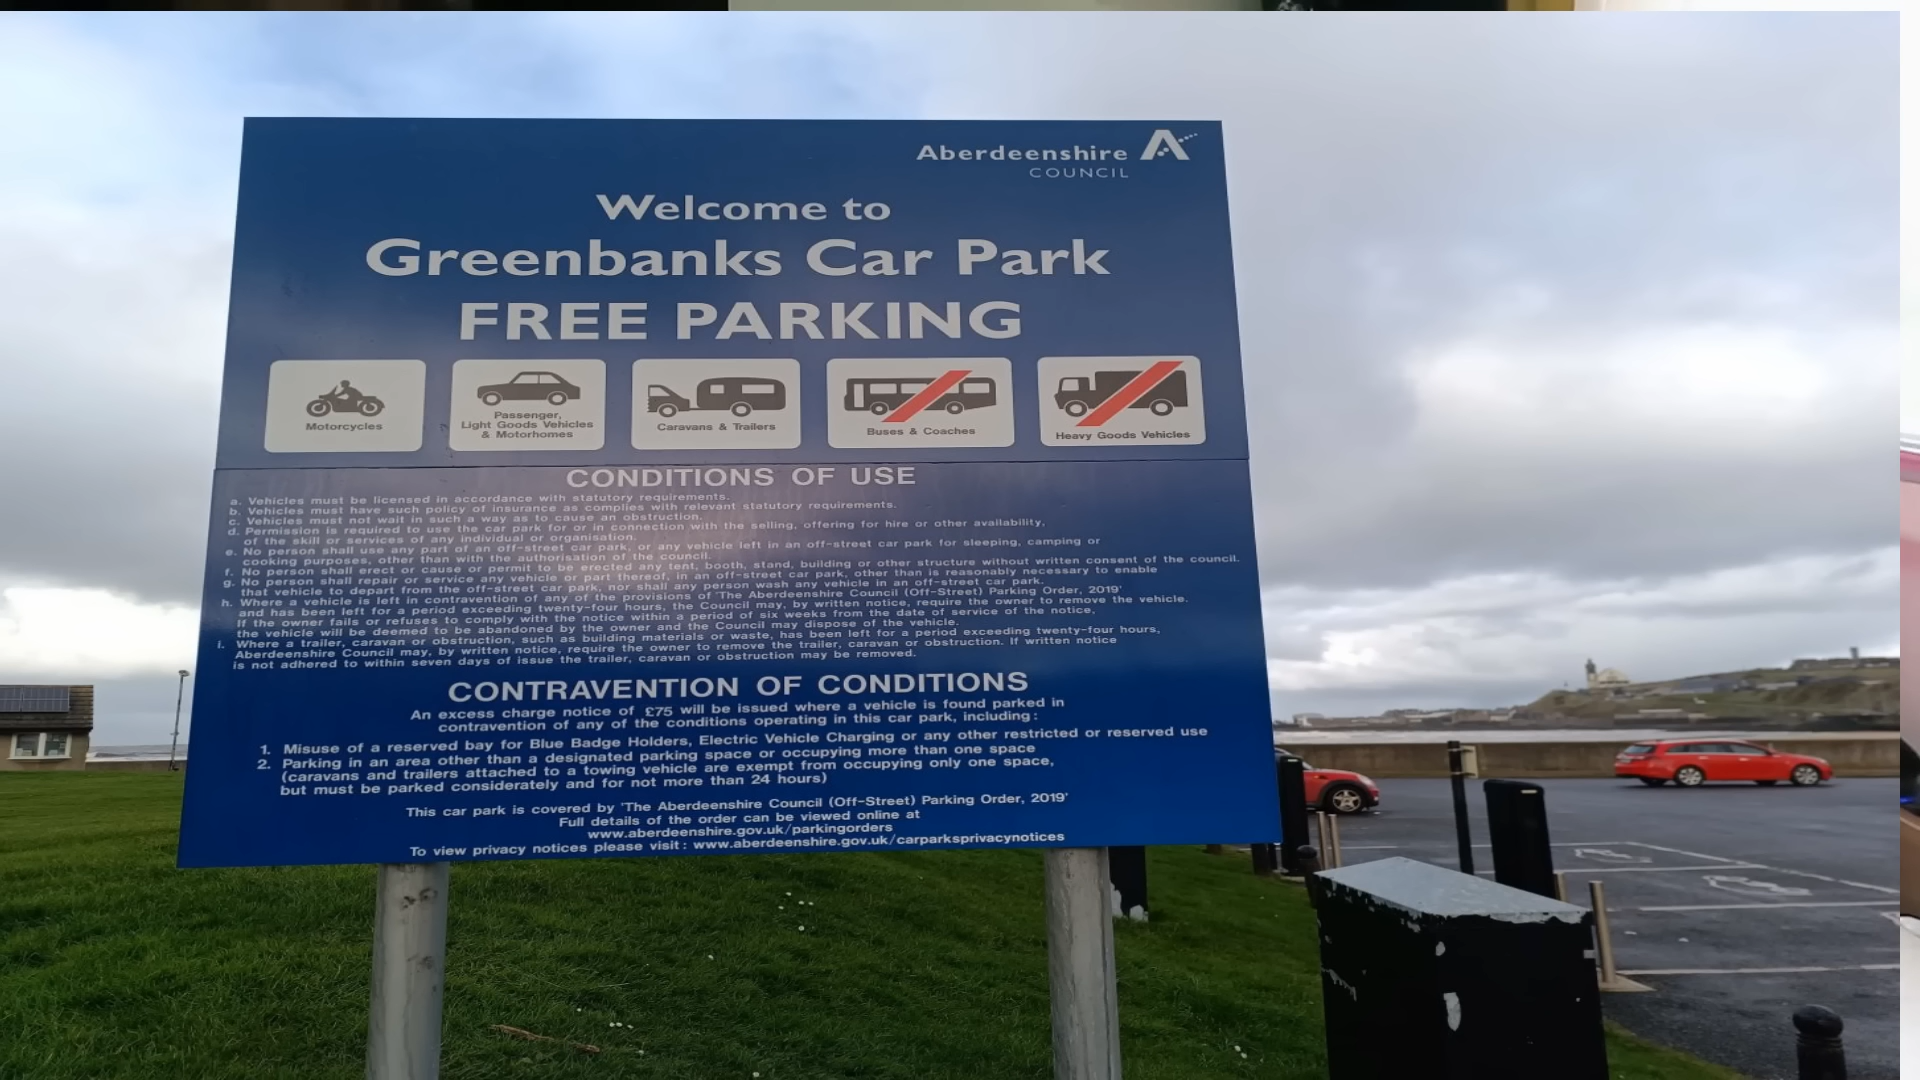 Aberdeenshire
COUNCIL
Welcome to
Greenbanks Car Park
FREE PARKING
Motorcycles
Passenger,
Light Goods Vehicles
& Motorhomes
Caravans & Trailers
Buses & Coaches
Heavy Goods Vehicles
CONDITIONS OF USE
a. Vehicles must be licensed in accordance with statutory requirements.
b. Vehicles must have such policy of insurance as complies with relevant statutory requirements.
c. Vehicles must not wait in such a way as to cause an obstruction.
d. Permission is required to use the car park for or in connection with the selling, offering for hire or other availability,
of the skill or services of any individual or organisation.
e. No person shall use any part of an off-street car park, or any vehicle left in an off-street car park for sleeping, camping or
cooking purposes, other than with the authorisation of the council.
f. No person shall erect or cause or permit to be erected any tent, booth, stand, building or other structure without written consent of the council.
g. No person shall repair or service any vehicle or part thereof, in an off-street car park, other than is reasonably necessary to enable
that vehicle to depart from the off-street car park, nor shall any person wash any vehicle in an off-street car park.
h. Where a vehicle is left in contravention of any of the provisions of 'The Aberdeenshire Council (Off-Street) Parking Order, 2019'
and has been left for a period exceeding twenty-four hours, the Council may, by written notice, require the owner to remove the vehicle.
If the owner fails or refuses to comply with the notice within a period of six weeks from the date of service of the notice,
the vehicle will be deemed to be abandoned by the owner and the Council may dispose of the vehicle.
i. Where a trailer, caravan or obstruction, such as building materials or waste, has been left for a period exceeding twenty-four hours,
Aberdeenshire Council may, by written notice, require the owner to remove the trailer, caravan or obstruction. If written notice
is not adhered to within seven days of issue the trailer, caravan or obstruction may be removed.
CONTRAVENTION OF CONDITIONS
An excess charge notice of £75 will be issued where a vehicle is found parked in
contravention of any of the conditions operating in this car park, including:
1. Misuse of a reserved bay for Blue Badge Holders, Electric Vehicle Charging or any other restricted or reserved use
2. Parking in an area other than a designated parking space or occupying more than one space
(caravans and trailers attached to a towing vehicle are exempt from occupying only one space,
but must be parked considerately and for not more than 24 hours)
This car park is covered by 'The Aberdeenshire Council (Off-Street) Parking Order, 2019'
Full details of the order can be viewed online at
www.aberdeenshire.gov.uk/parkingorders
To view privacy notices please visit: www.aberdeenshire.gov.uk/carparksprivacynotices